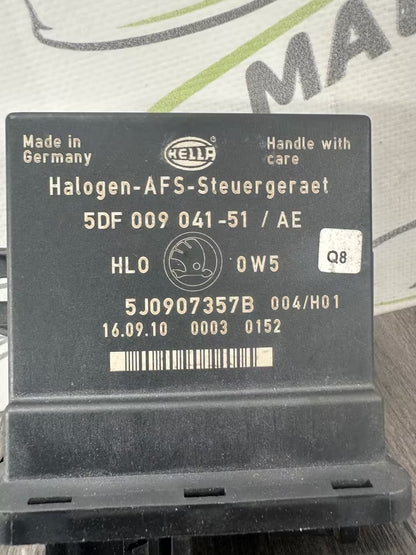 Made in
Germany
HELLA
Handle with
care
Halogen-AFS-Steuergeraet
5DF 009 041-51 / AE
HL0 0W5
Q8
5J0907357B 004/H01
16.09.10 0003 0152